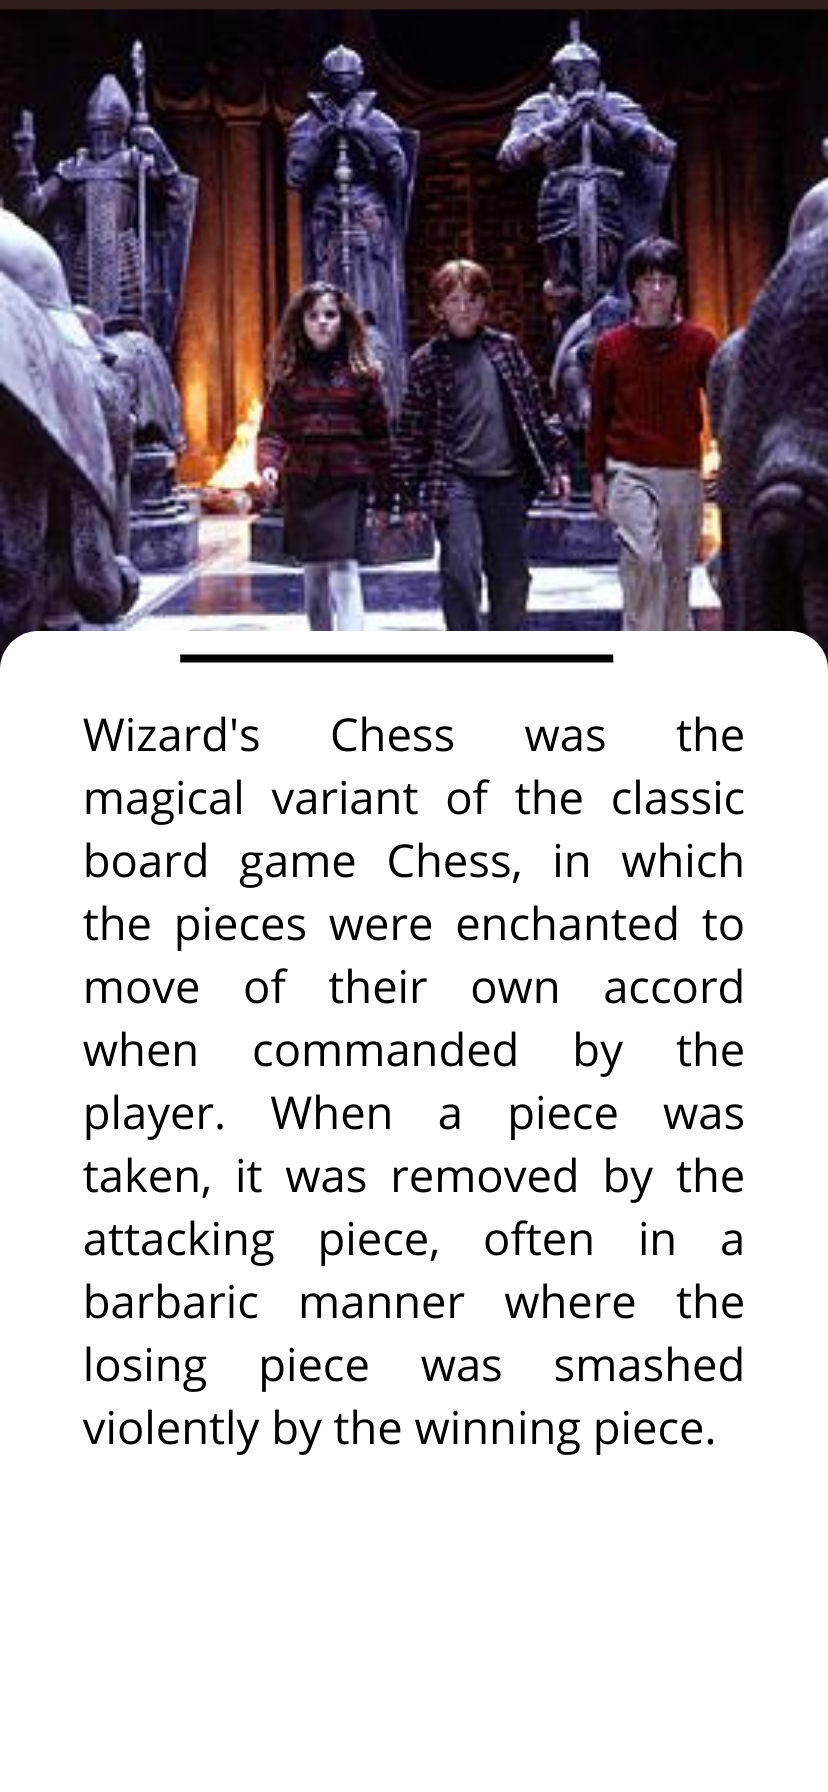 Wizard's Chess was the
magical variant of the classic
board game Chess, in which
the pieces were enchanted to
move of their own accord
when commanded by the
player. When a piece was
taken, it was removed by the
attacking piece, often in a
barbaric manner where the
losing piece was smashed
violently by the winning piece.